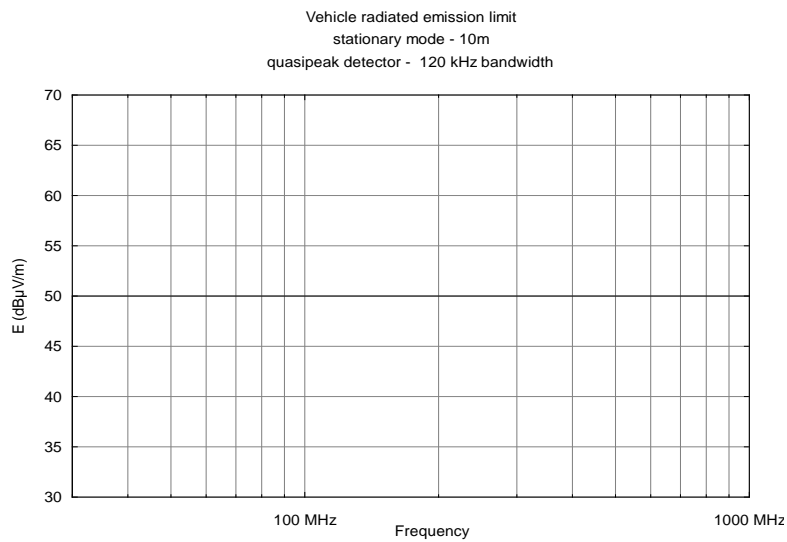 Vehicle radiated emission limit
stationary mode - 10m
quasipeak detector -  120 kHz bandwidth
70
65
60
55
50
45
40
35
30
E (dBµV/m)
100 MHz
1000 MHz
Frequency